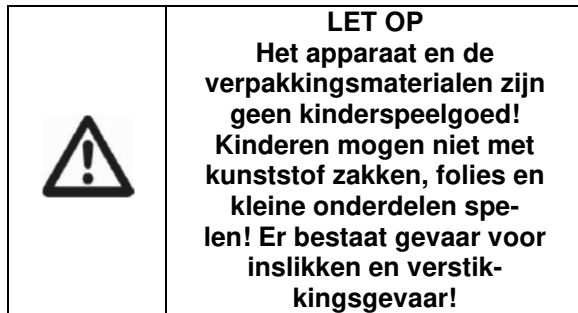 LET OP
Het apparaat en de
verpakkingsmaterialen zijn
geen kinderspeelgoed!
Kinderen mogen niet met
kunststof zakken, folies en
kleine onderdelen spe-
len! Er bestaat gevaar voor
inslikken en verstik-
kingsgevaar!